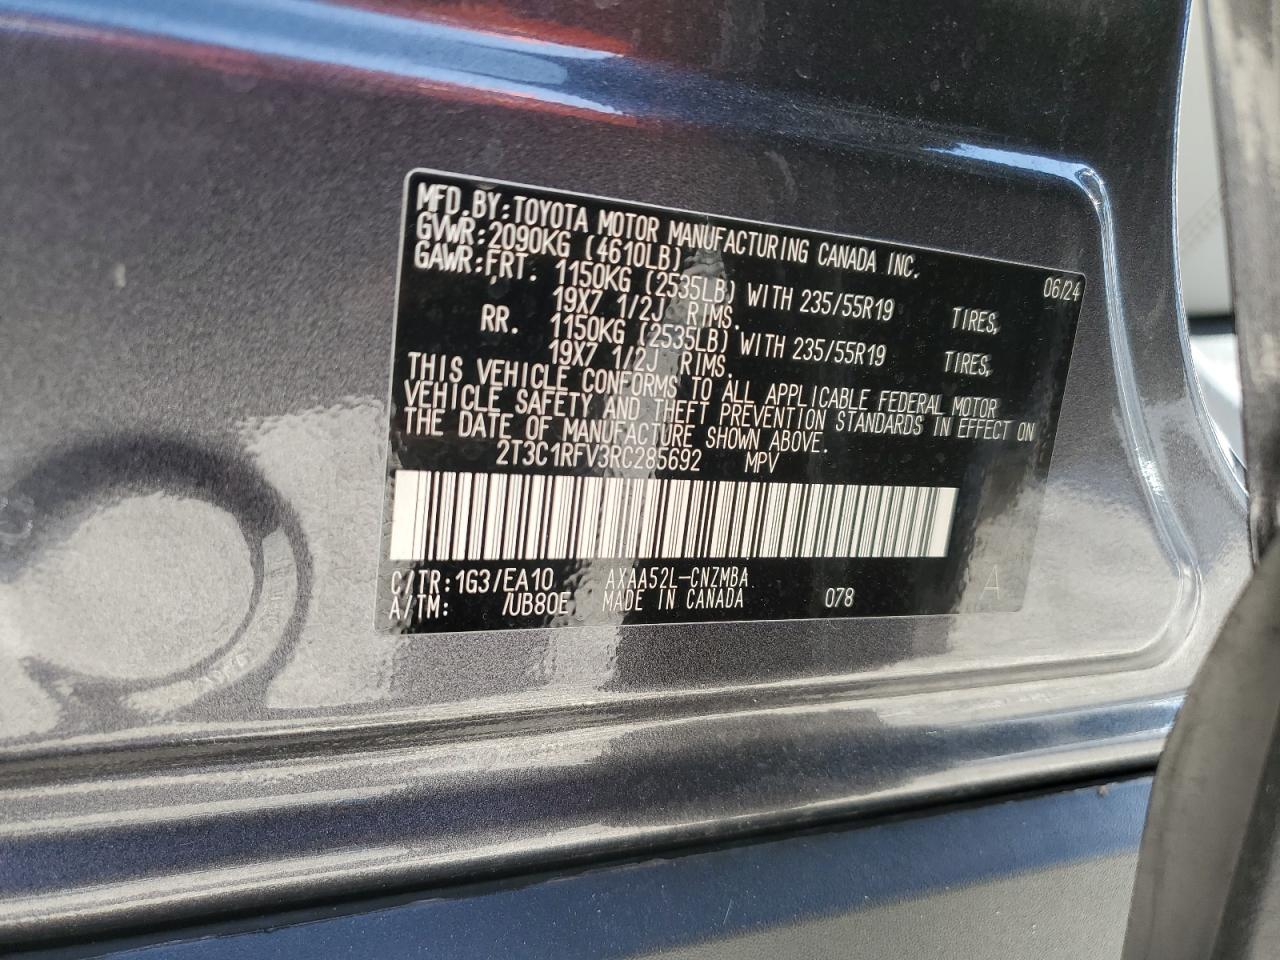 MFD.BY:TOYOTA MOTOR MANUFACTURING CANADA INC.
GVWR:2090KG (4610LB) 06/24
GAWR:FRT. 1150KG (2535LB) WITH 235/55R19 TIRES,
19X7 1/2J RIMS.
RR. 1150KG (2535LB) WITH 235/55R19 TIRES,
19X7 1/2J RIMS.
THIS VEHICLE CONFORMS TO ALL APPLICABLE FEDERAL MOTOR
VEHICLE SAFETY AND THEFT PREVENTION STANDARDS IN EFFECT ON
THE DATE OF MANUFACTURE SHOWN ABOVE.
2T3C1RFV3RC285692 MPV
C/TR:1G3/EA10 AXAA52L-CNZMBA
A/TM: /UB80E MADE IN CANADA 078
A